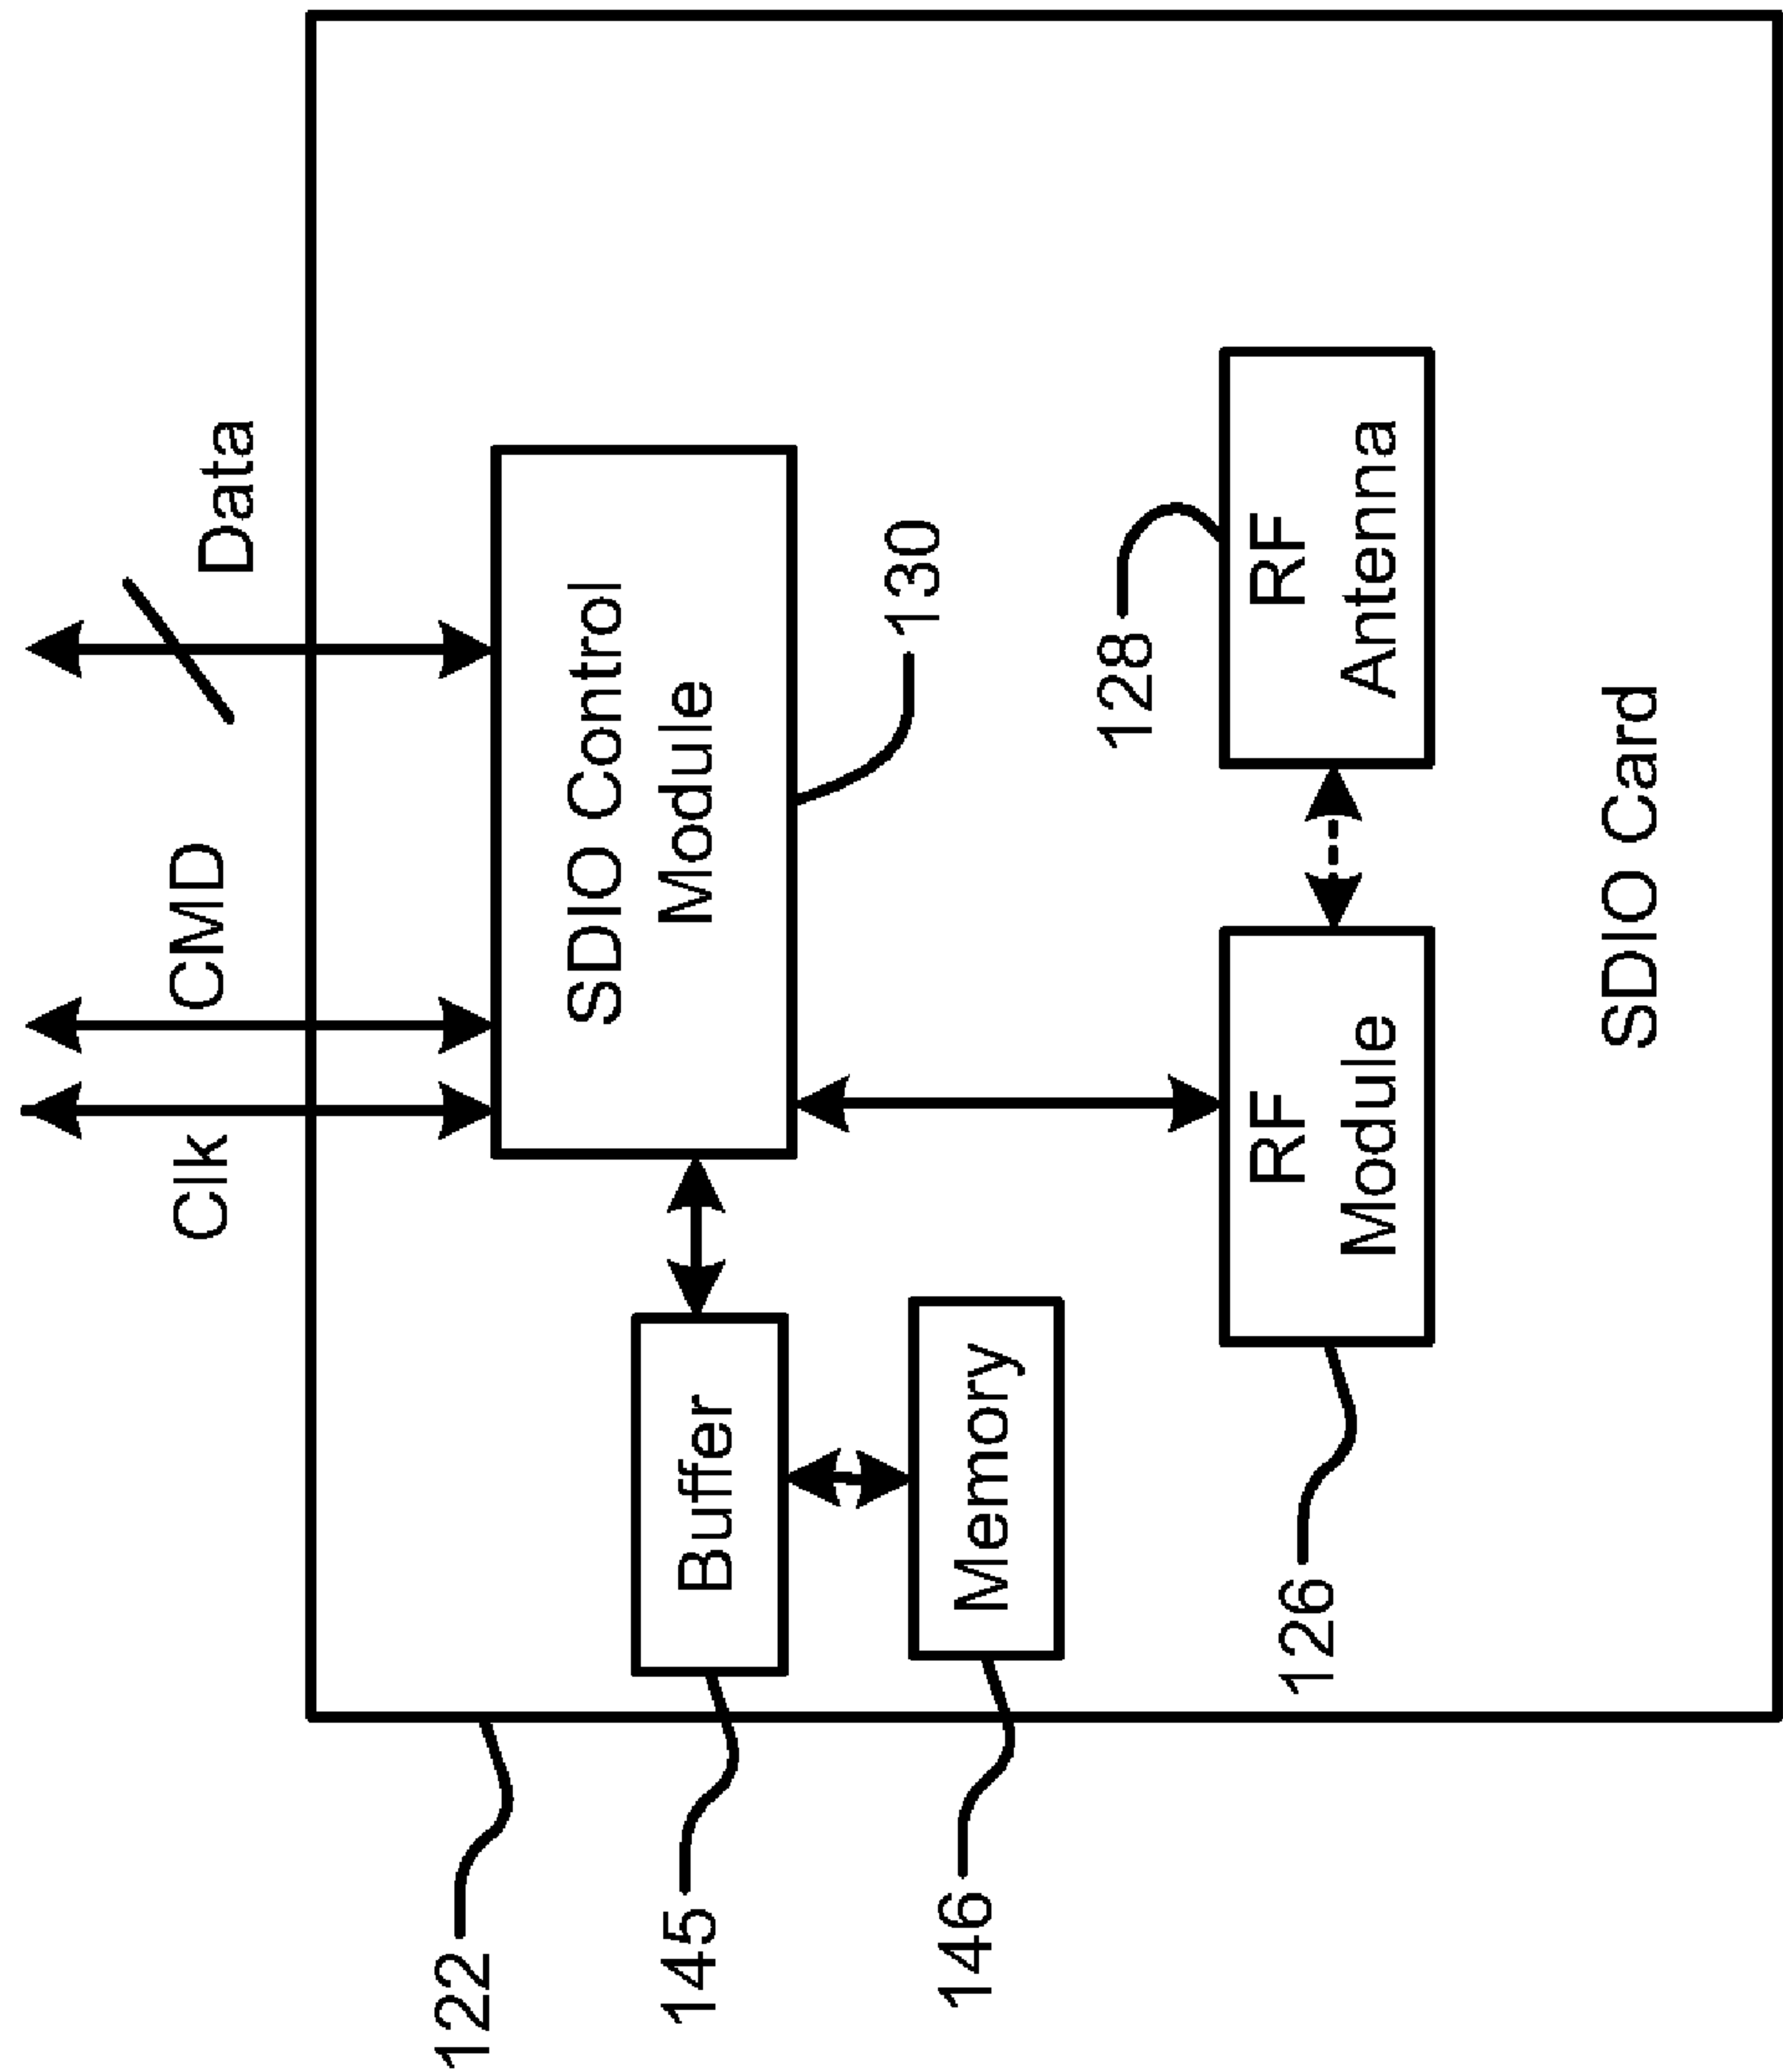 Clk
CMD
Data
SDIO Control
Module
130
Buffer
145
Memory
146
122
128
RF
Module
126
RF
Antenna
SDIO Card